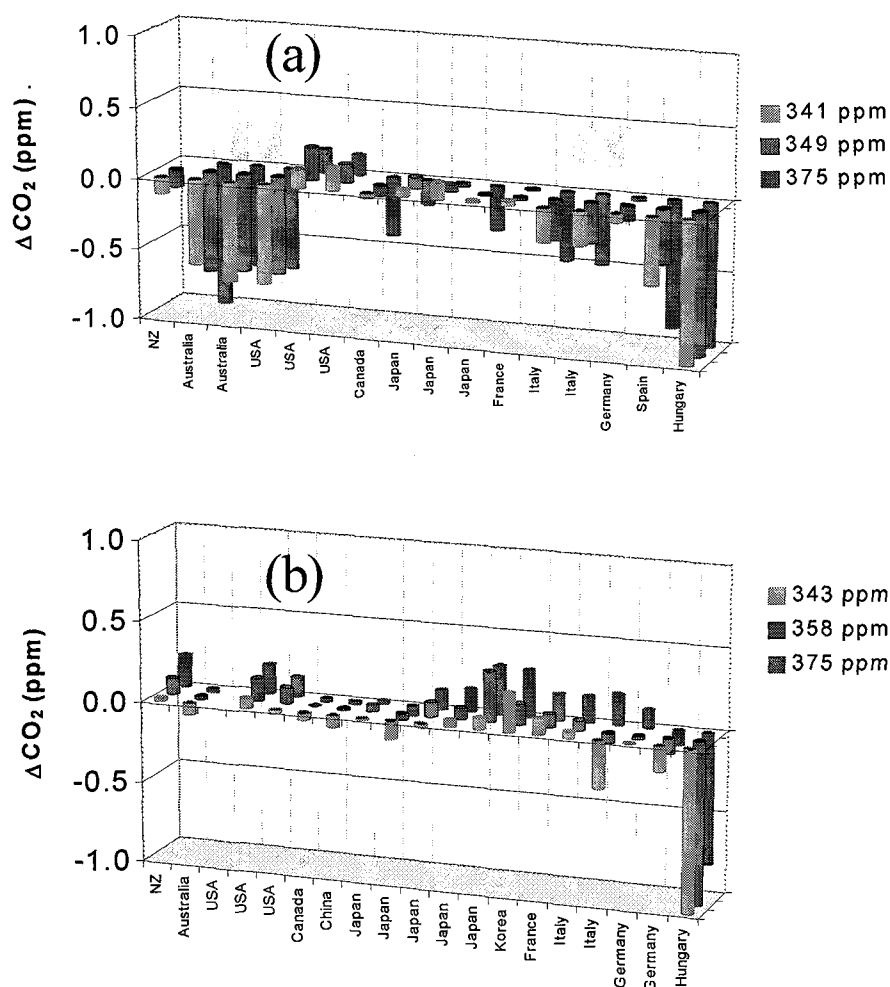 (a)
ΔCO₂ (ppm) .
1.0
0.5
0.0
-0.5
-1.0
NZ
Australia
Australia
USA
USA
USA
Canada
Japan
Japan
Japan
France
Italy
Italy
Germany
Spain
Hungary
341 ppm
349 ppm
375 ppm
(b)
ΔCO₂ (ppm)
1.0
0.5
0.0
-0.5
-1.0
NZ
Australia
USA
USA
USA
Canada
China
Japan
Japan
Japan
Japan
Japan
Korea
France
Italy
Italy
Germany
Germany
Hungary
343 ppm
358 ppm
375 ppm